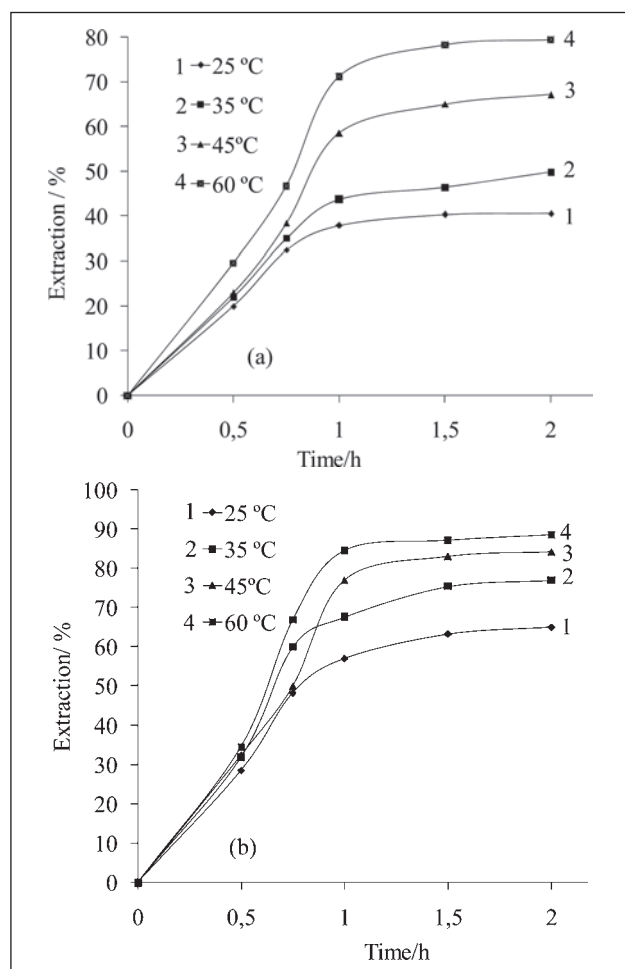 80
70
60
50
40
30
20
10
0
Extraction / %
1 25 ºC
2 35 ºC
3 45ºC
4 60 ºC
4
3
2
1
(a)
0 0,5 1 1,5 2
Time/h
100
90
80
70
60
50
40
30
20
10
0
Extraction/ %
1 25 ºC
2 35 ºC
3 45ºC
4 60 ºC
4
3
2
1
(b)
0 0,5 1 1,5 2
Time/h